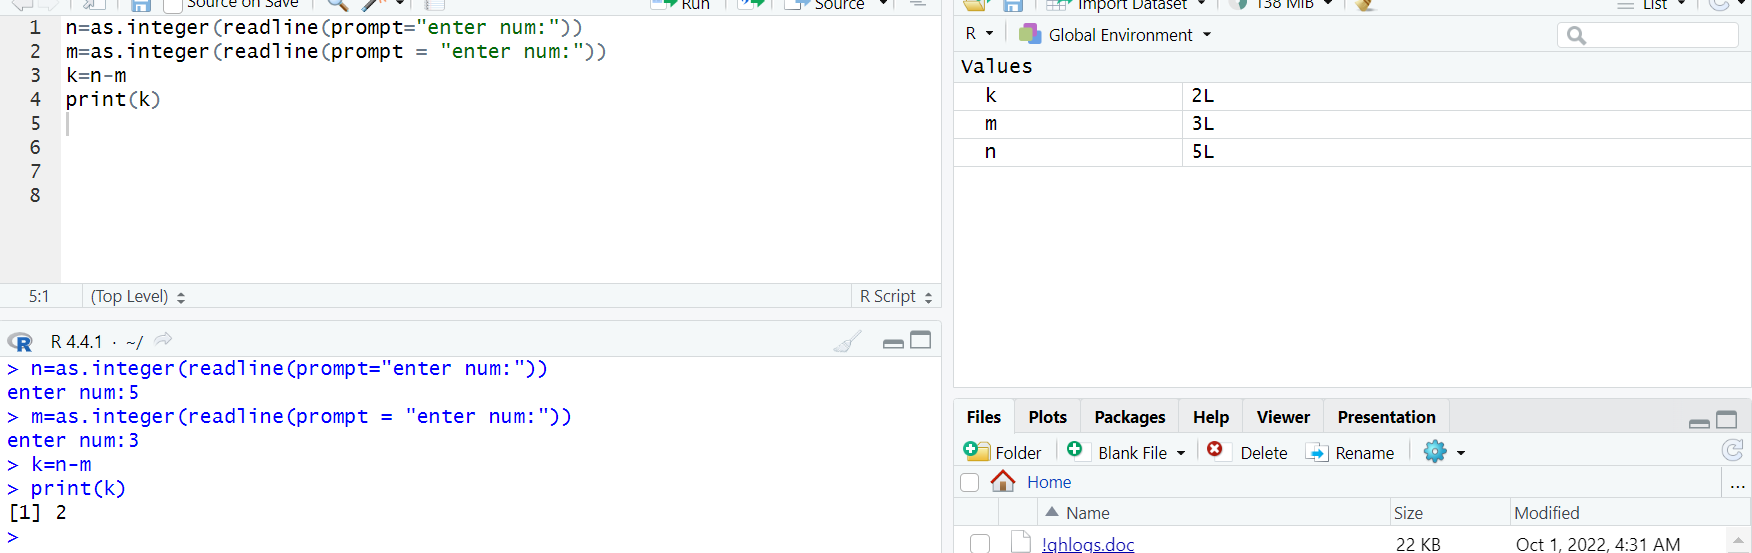 Source on Save
Run
Source
1 n=as.integer(readline(prompt="enter num:"))
2 m=as.integer(readline(prompt = "enter num:"))
3 k=n-m
4 print(k)
5
6
7
8
5:1 (Top Level) R Script
R 4.4.1 · ~/
> n=as.integer(readline(prompt="enter num:"))
enter num:5
> m=as.integer(readline(prompt = "enter num:"))
enter num:3
> k=n-m
> print(k)
[1] 2
>
Import Dataset 138 MiB List
R Global Environment
Values
k 2L
m 3L
n 5L
Files Plots Packages Help Viewer Presentation
Folder Blank File Delete Rename
Home ...
Name Size Modified
!qhlogs.doc 22 KB Oct 1, 2022, 4:31 AM